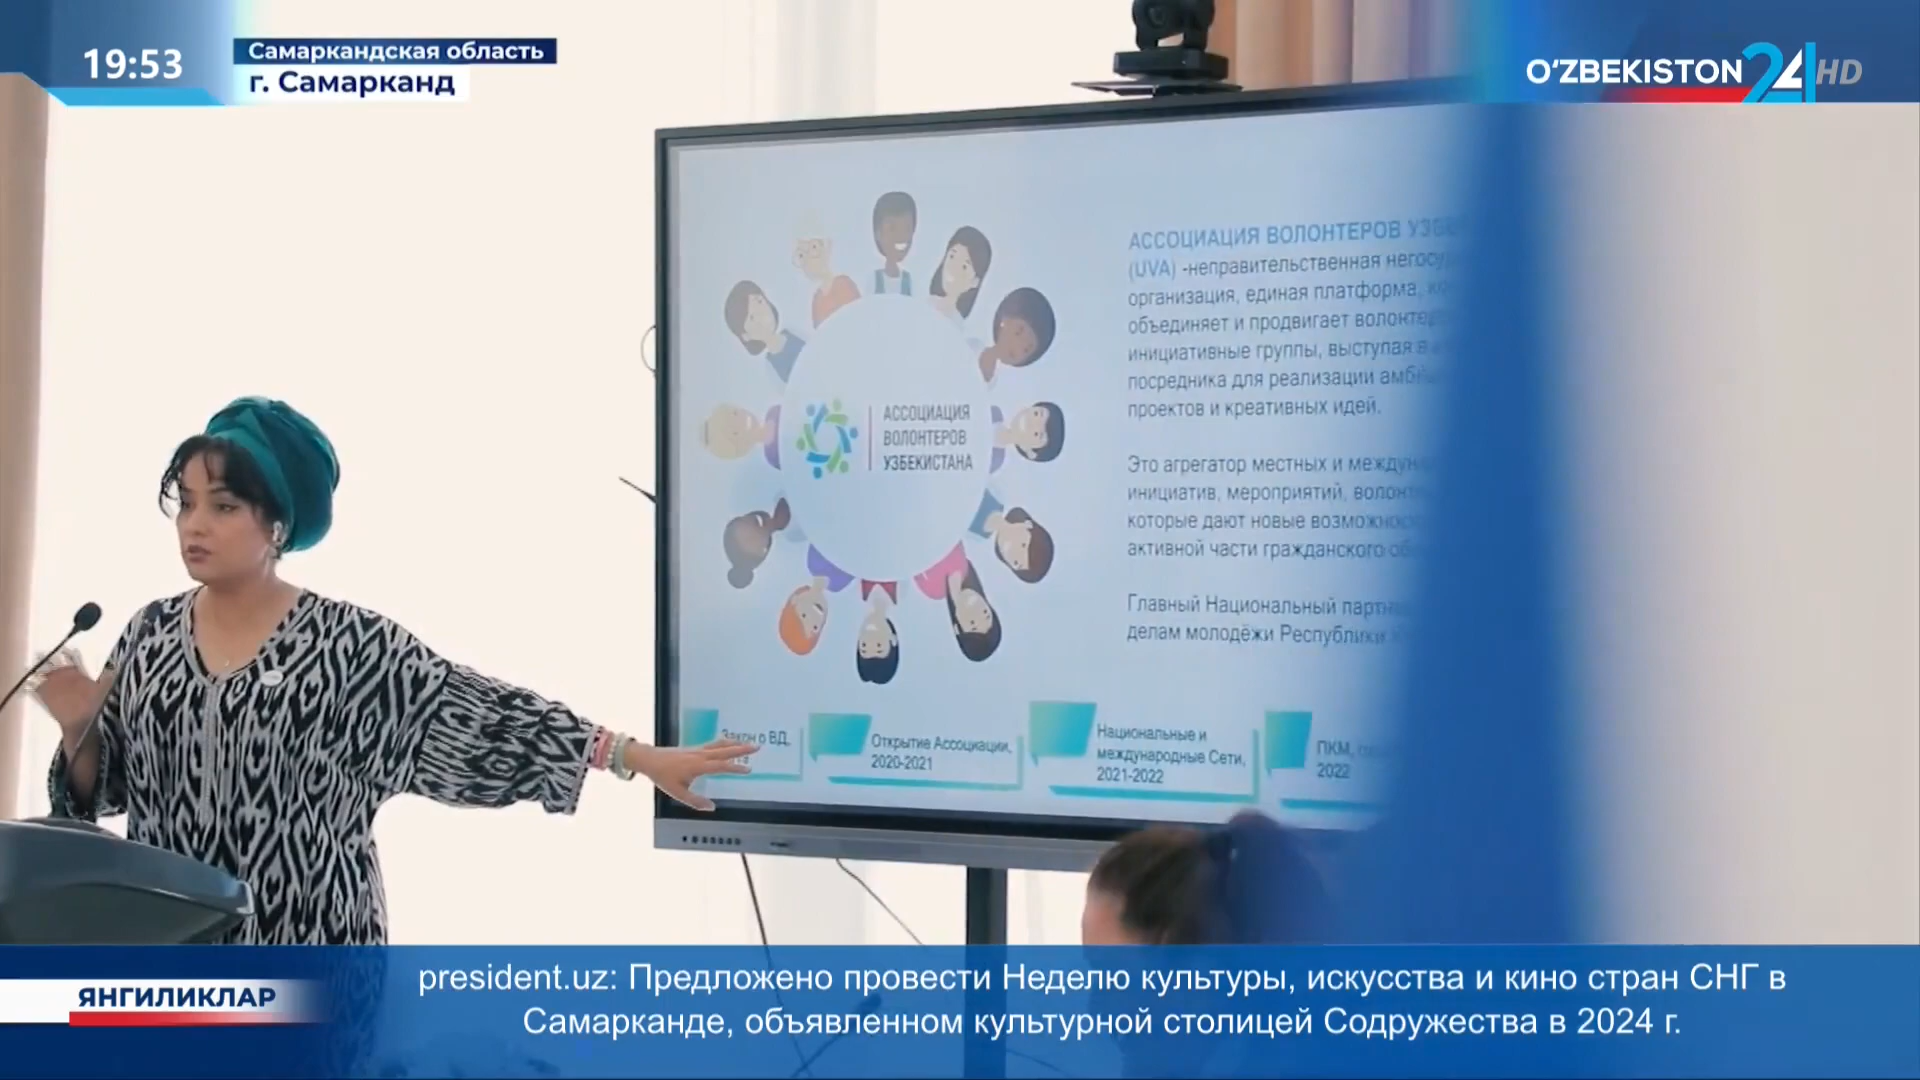 19:53
Самаркандская область
г. Самарканд
O‘ZBEKISTON 24 HD
АССОЦИАЦИЯ ВОЛОНТЕРОВ
(UVA) -неправительственная
организация, единая платформа,
объединяет и продвигает
инициативные группы, выступая в
посредника для реализации
проектов и креативных идей.
Это агрегатор местных и
инициатив, мероприятий,
которые дают новые
активной части гражданского
Главный Национальный
делам молодёжи Республики
АССОЦИАЦИЯ
ВОЛОНТЕРОВ
УЗБЕКИСТАНА
Закон о ВД,
Открытие Ассоциации,
2020-2021
Национальные и
международные Сети,
2021-2022
ПКМ,
2022
ЯНГИЛИКЛАР
president.uz: Предложено провести Неделю культуры, искусства и кино стран СНГ в
Самарканде, объявленном культурной столицей Содружества в 2024 г.